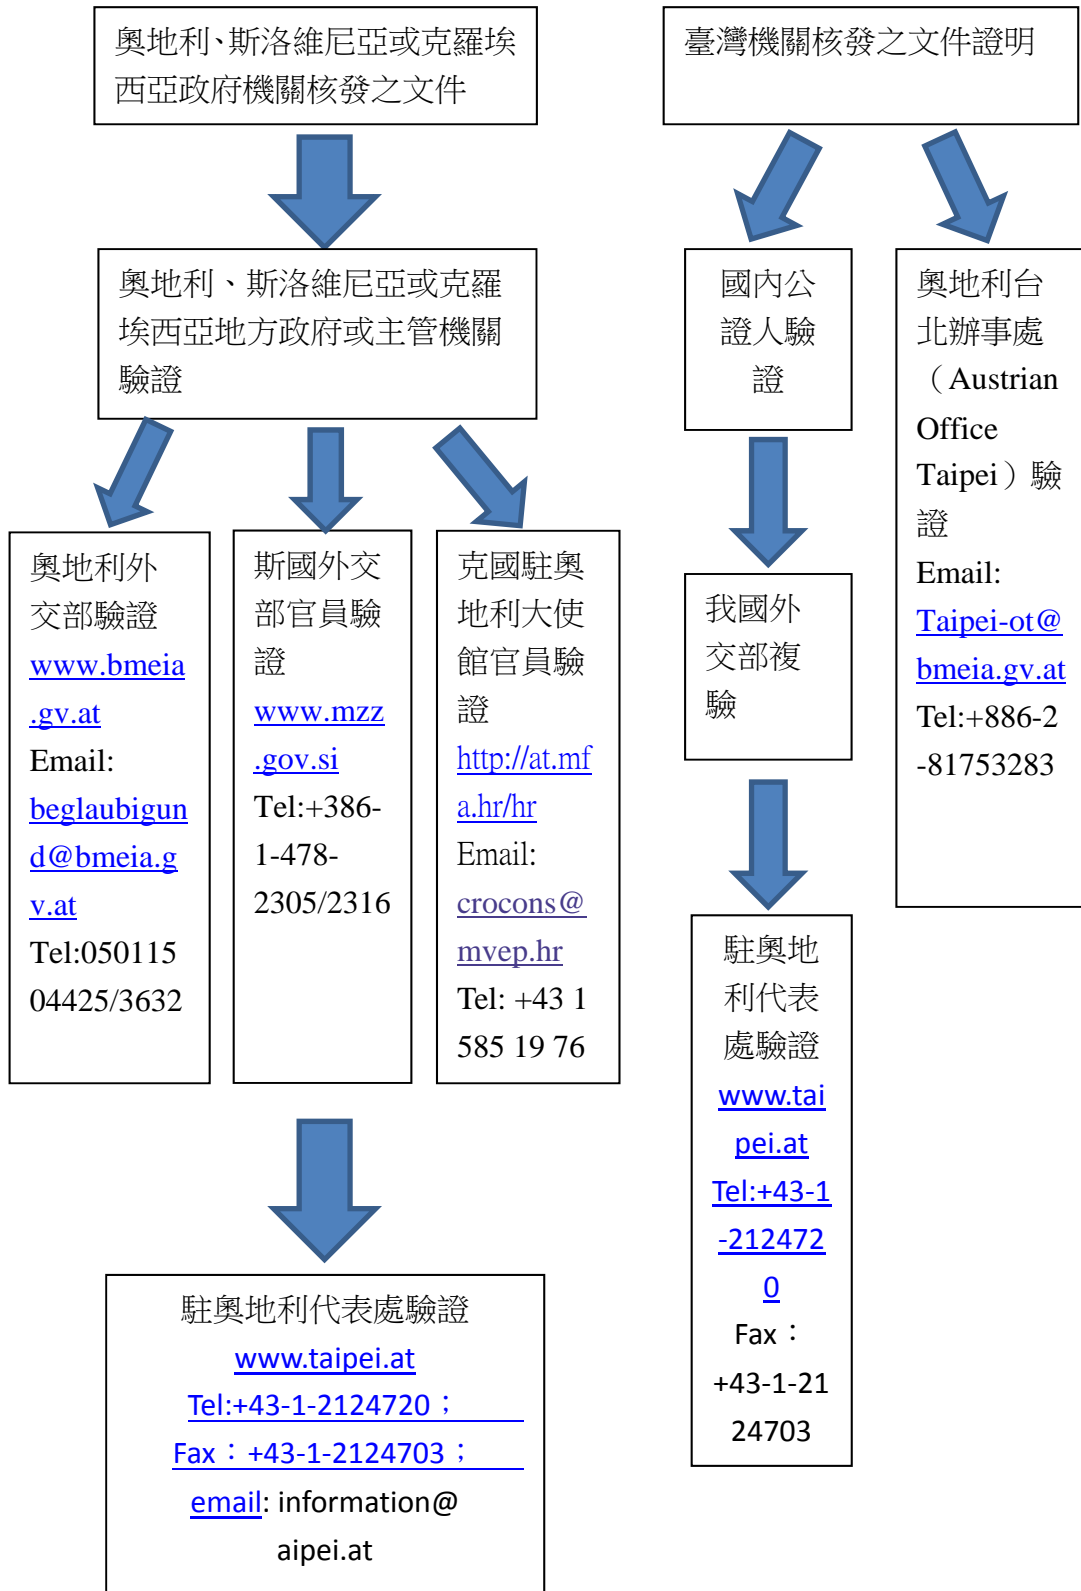 奧地利、斯洛維尼亞或克羅埃
西亞政府機關核發之文件
臺灣機關核發之文件證明
奧地利、斯洛維尼亞或克羅
埃西亞地方政府或主管機關
驗證
國內公
證人驗
證
奧地利台
北辦事處
（Austrian
Office
Taipei）驗
證
Email:
Taipei-ot@
bmeia.gv.at
Tel:+886-2
-81753283
奧地利外
交部驗證
www.bmeia
.gv.at
Email:
beglaubigun
d@bmeia.g
v.at
Tel:050115
04425/3632
斯國外交
部官員驗
證
www.mzz
.gov.si
Tel:+386-
1-478-
2305/2316
克國駐奧
地利大使
館官員驗
證
http://at.mf
a.hr/hr
Email:
crocons@
mvep.hr
Tel: +43 1
585 19 76
我國外
交部複
驗
駐奧地
利代表
處驗證
www.tai
pei.at
Tel:+43-1
-212472
0
Fax：
+43-1-21
24703
駐奧地利代表處驗證
www.taipei.at
Tel:+43-1-2124720；
Fax：+43-1-2124703；
email: information@
aipei.at